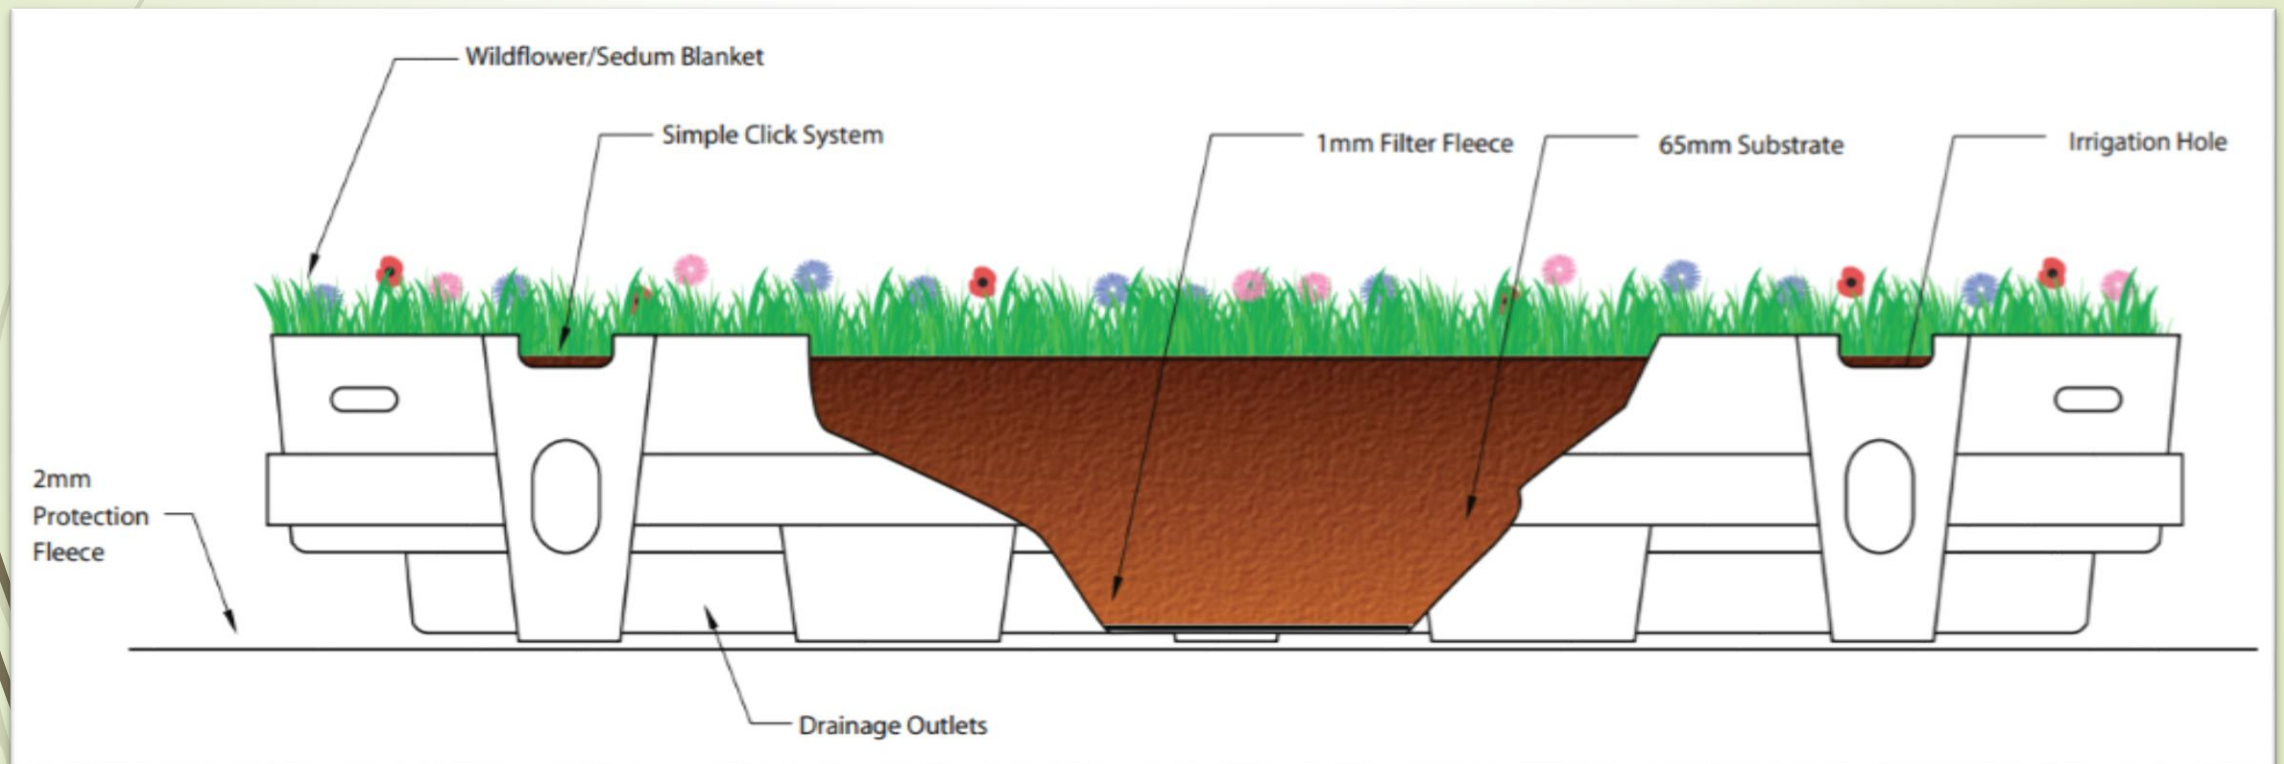 Wildflower/Sedum Blanket
Simple Click System
1mm Filter Fleece
65mm Substrate
Irrigation Hole
2mm
Protection
Fleece
Drainage Outlets